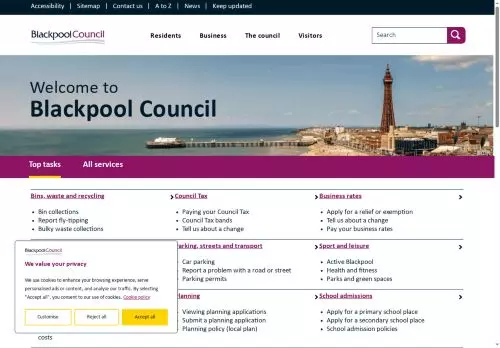 Accessibility | Sitemap | Contact us | A to Z | News | Keep updated
BlackpoolCouncil
Residents Business The council Visitors
Search
Welcome to
Blackpool Council
Top tasks All services
Bins, waste and recycling
Bin collections
Report fly-tipping
Bulky waste collections
Council Tax
Paying your Council Tax
Council Tax bands
Tell us about a change
Business rates
Apply for a relief or exemption
Tell us about a change
Pay your business rates
Parking, streets and transport
Car parking
Report a problem with a road or street
Parking permits
Sport and leisure
Active Blackpool
Health and fitness
Parks and green spaces
Planning
Viewing planning applications
Submit a planning application
Planning policy (local plan)
School admissions
Apply for a primary school place
Apply for a secondary school place
School admission policies
costs
BlackpoolCouncil
We value your privacy
We use cookies to enhance your browsing experience, serve
personalised ads or content, and analyse our traffic. By selecting
"Accept all", you consent to our use of cookies. Cookie policy
Customise Reject all Accept all